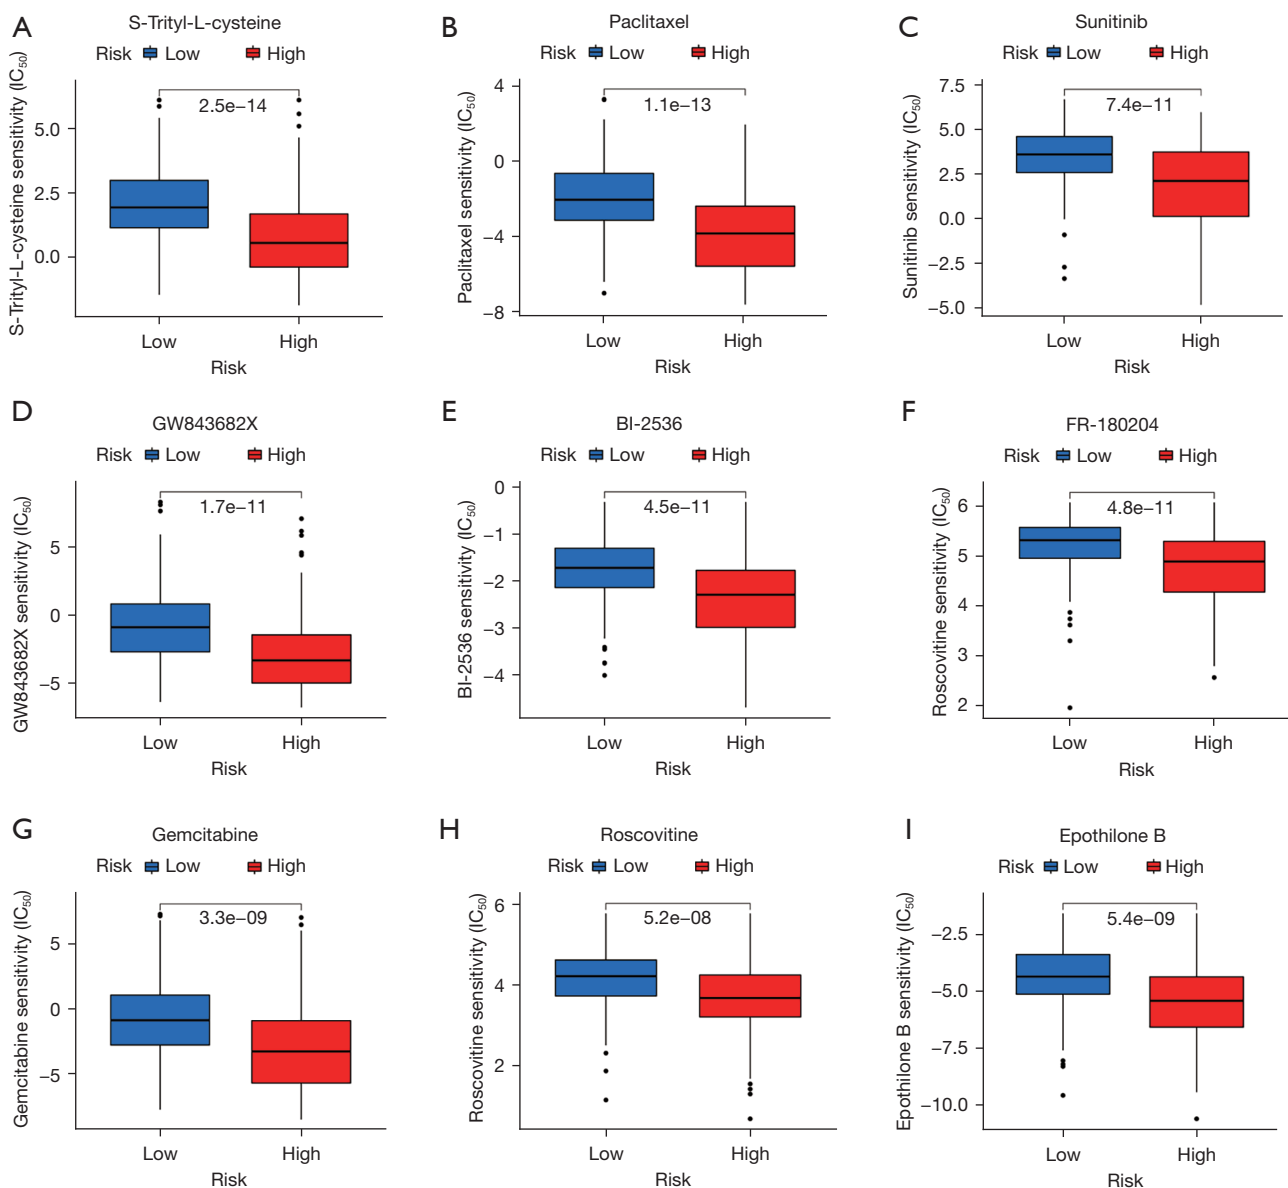 A
S-Trityl-L-cysteine
Risk Low High
S-Trityl-L-cysteine sensitivity (IC50)
5.0
2.5
0.0
2.5e−14
Low High
Risk
B
Paclitaxel
Risk Low High
Paclitaxel sensitivity (IC50)
4
0
−4
−8
1.1e−13
Low High
Risk
C
Sunitinib
Risk Low High
Sunitinib sensitivity (IC50)
7.5
5.0
2.5
0.0
−2.5
−5.0
7.4e−11
Low High
Risk
D
GW843682X
Risk Low High
GW843682X sensitivity (IC50)
5
0
−5
1.7e−11
Low High
Risk
E
BI-2536
Risk Low High
BI-2536 sensitivity (IC50)
0
−1
−2
−3
−4
4.5e−11
Low High
Risk
F
FR-180204
Risk Low High
Roscovitine sensitivity (IC50)
6
5
4
3
2
4.8e−11
Low High
Risk
G
Gemcitabine
Risk Low High
Gemcitabine sensitivity (IC50)
5
0
−5
3.3e−09
Low High
Risk
H
Roscovitine
Risk Low High
Roscovitine sensitivity (IC50)
6
4
2
5.2e−08
Low High
Risk
I
Epothilone B
Risk Low High
Epothilone B sensitivity (IC50)
−2.5
−5.0
−7.5
−10.0
5.4e−09
Low High
Risk